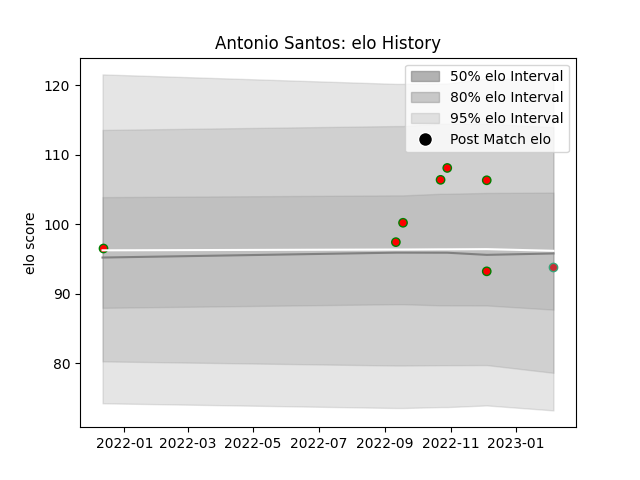 Antonio Santos: elo History
elo score
120
110
100
90
80
50% elo Interval
80% elo Interval
95% elo Interval
Post Match elo
2022-01 2022-03 2022-05 2022-07 2022-09 2022-11 2023-01